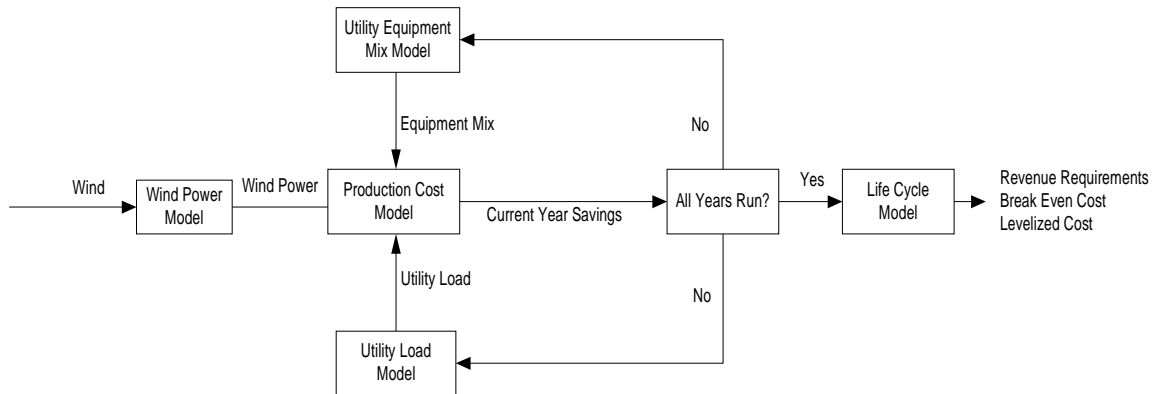 Utility Equipment
Mix Model
Equipment Mix
No
Wind
Wind Power
Model
Wind Power
Production Cost
Model
Current Year Savings
All Years Run?
Yes
Life Cycle
Model
Revenue Requirements
Break Even Cost
Levelized Cost
Utility Load
No
Utility Load
Model